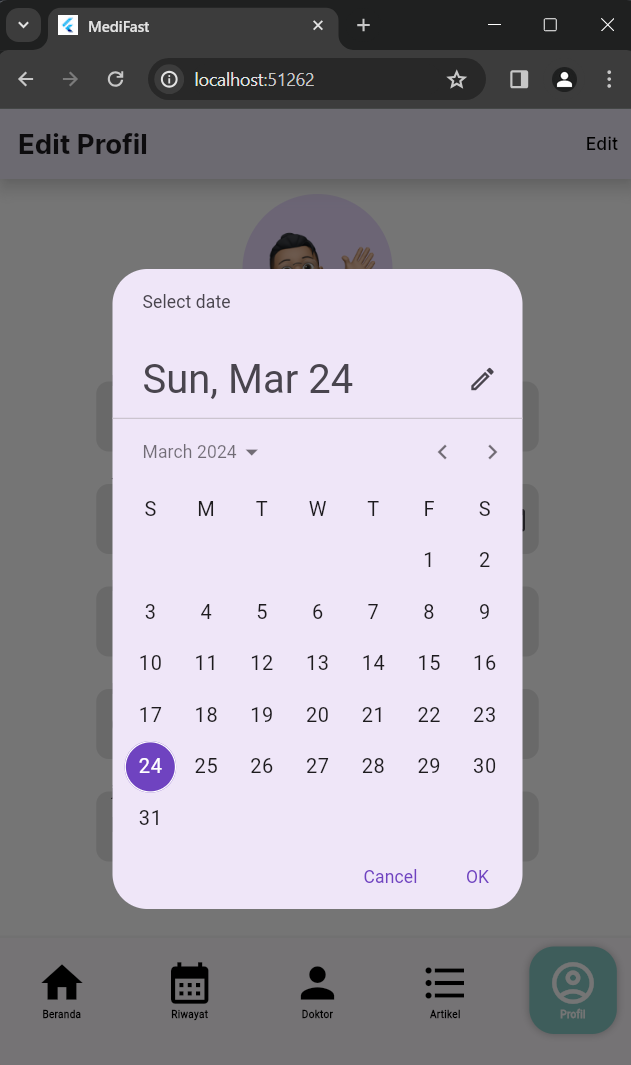 MediFast
localhost:51262
Edit Profil
Edit
Select date
Sun, Mar 24
March 2024
S M T W T F S
1 2
3 4 5 6 7 8 9
10 11 12 13 14 15 16
17 18 19 20 21 22 23
24 25 26 27 28 29 30
31
Cancel OK
Beranda Riwayat Doktor Artikel Profil